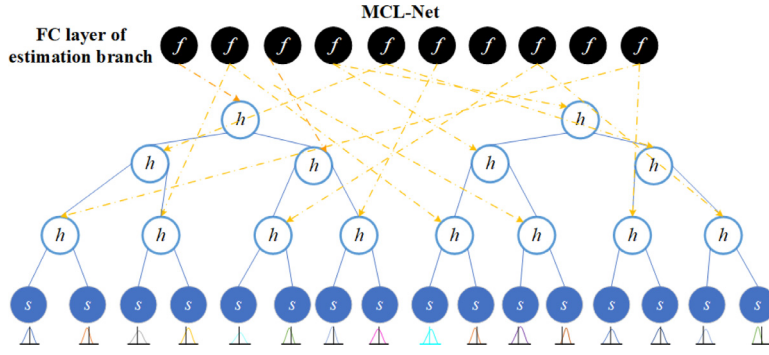 MCL-Net
FC layer of
estimation branch
f f f f f f f f f f
h h
h h h h
h h h h h h h h
s s s s s s s s s s s s s s s s